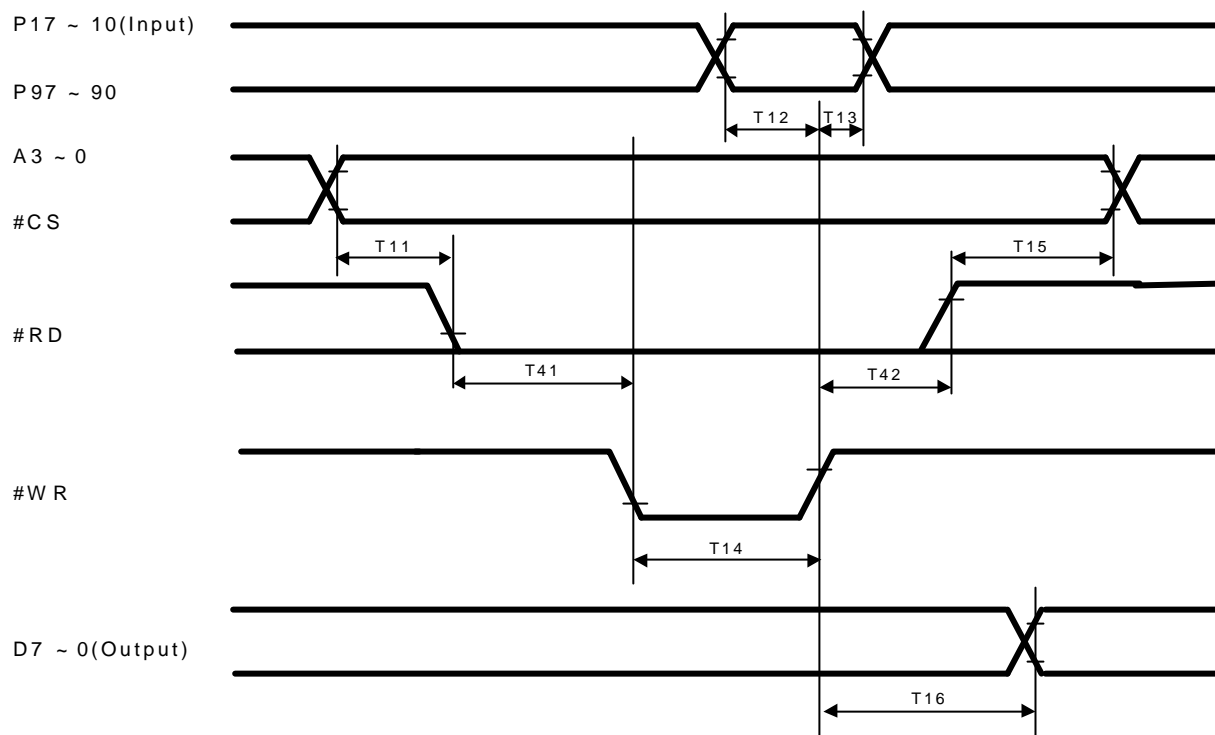 P17 ~ 10(Input)
P97 ~ 90
T12
T13
A3 ~ 0
#CS
T11
T15
#RD
T41
T42
#WR
T14
D7 ~ 0(Output)
T16